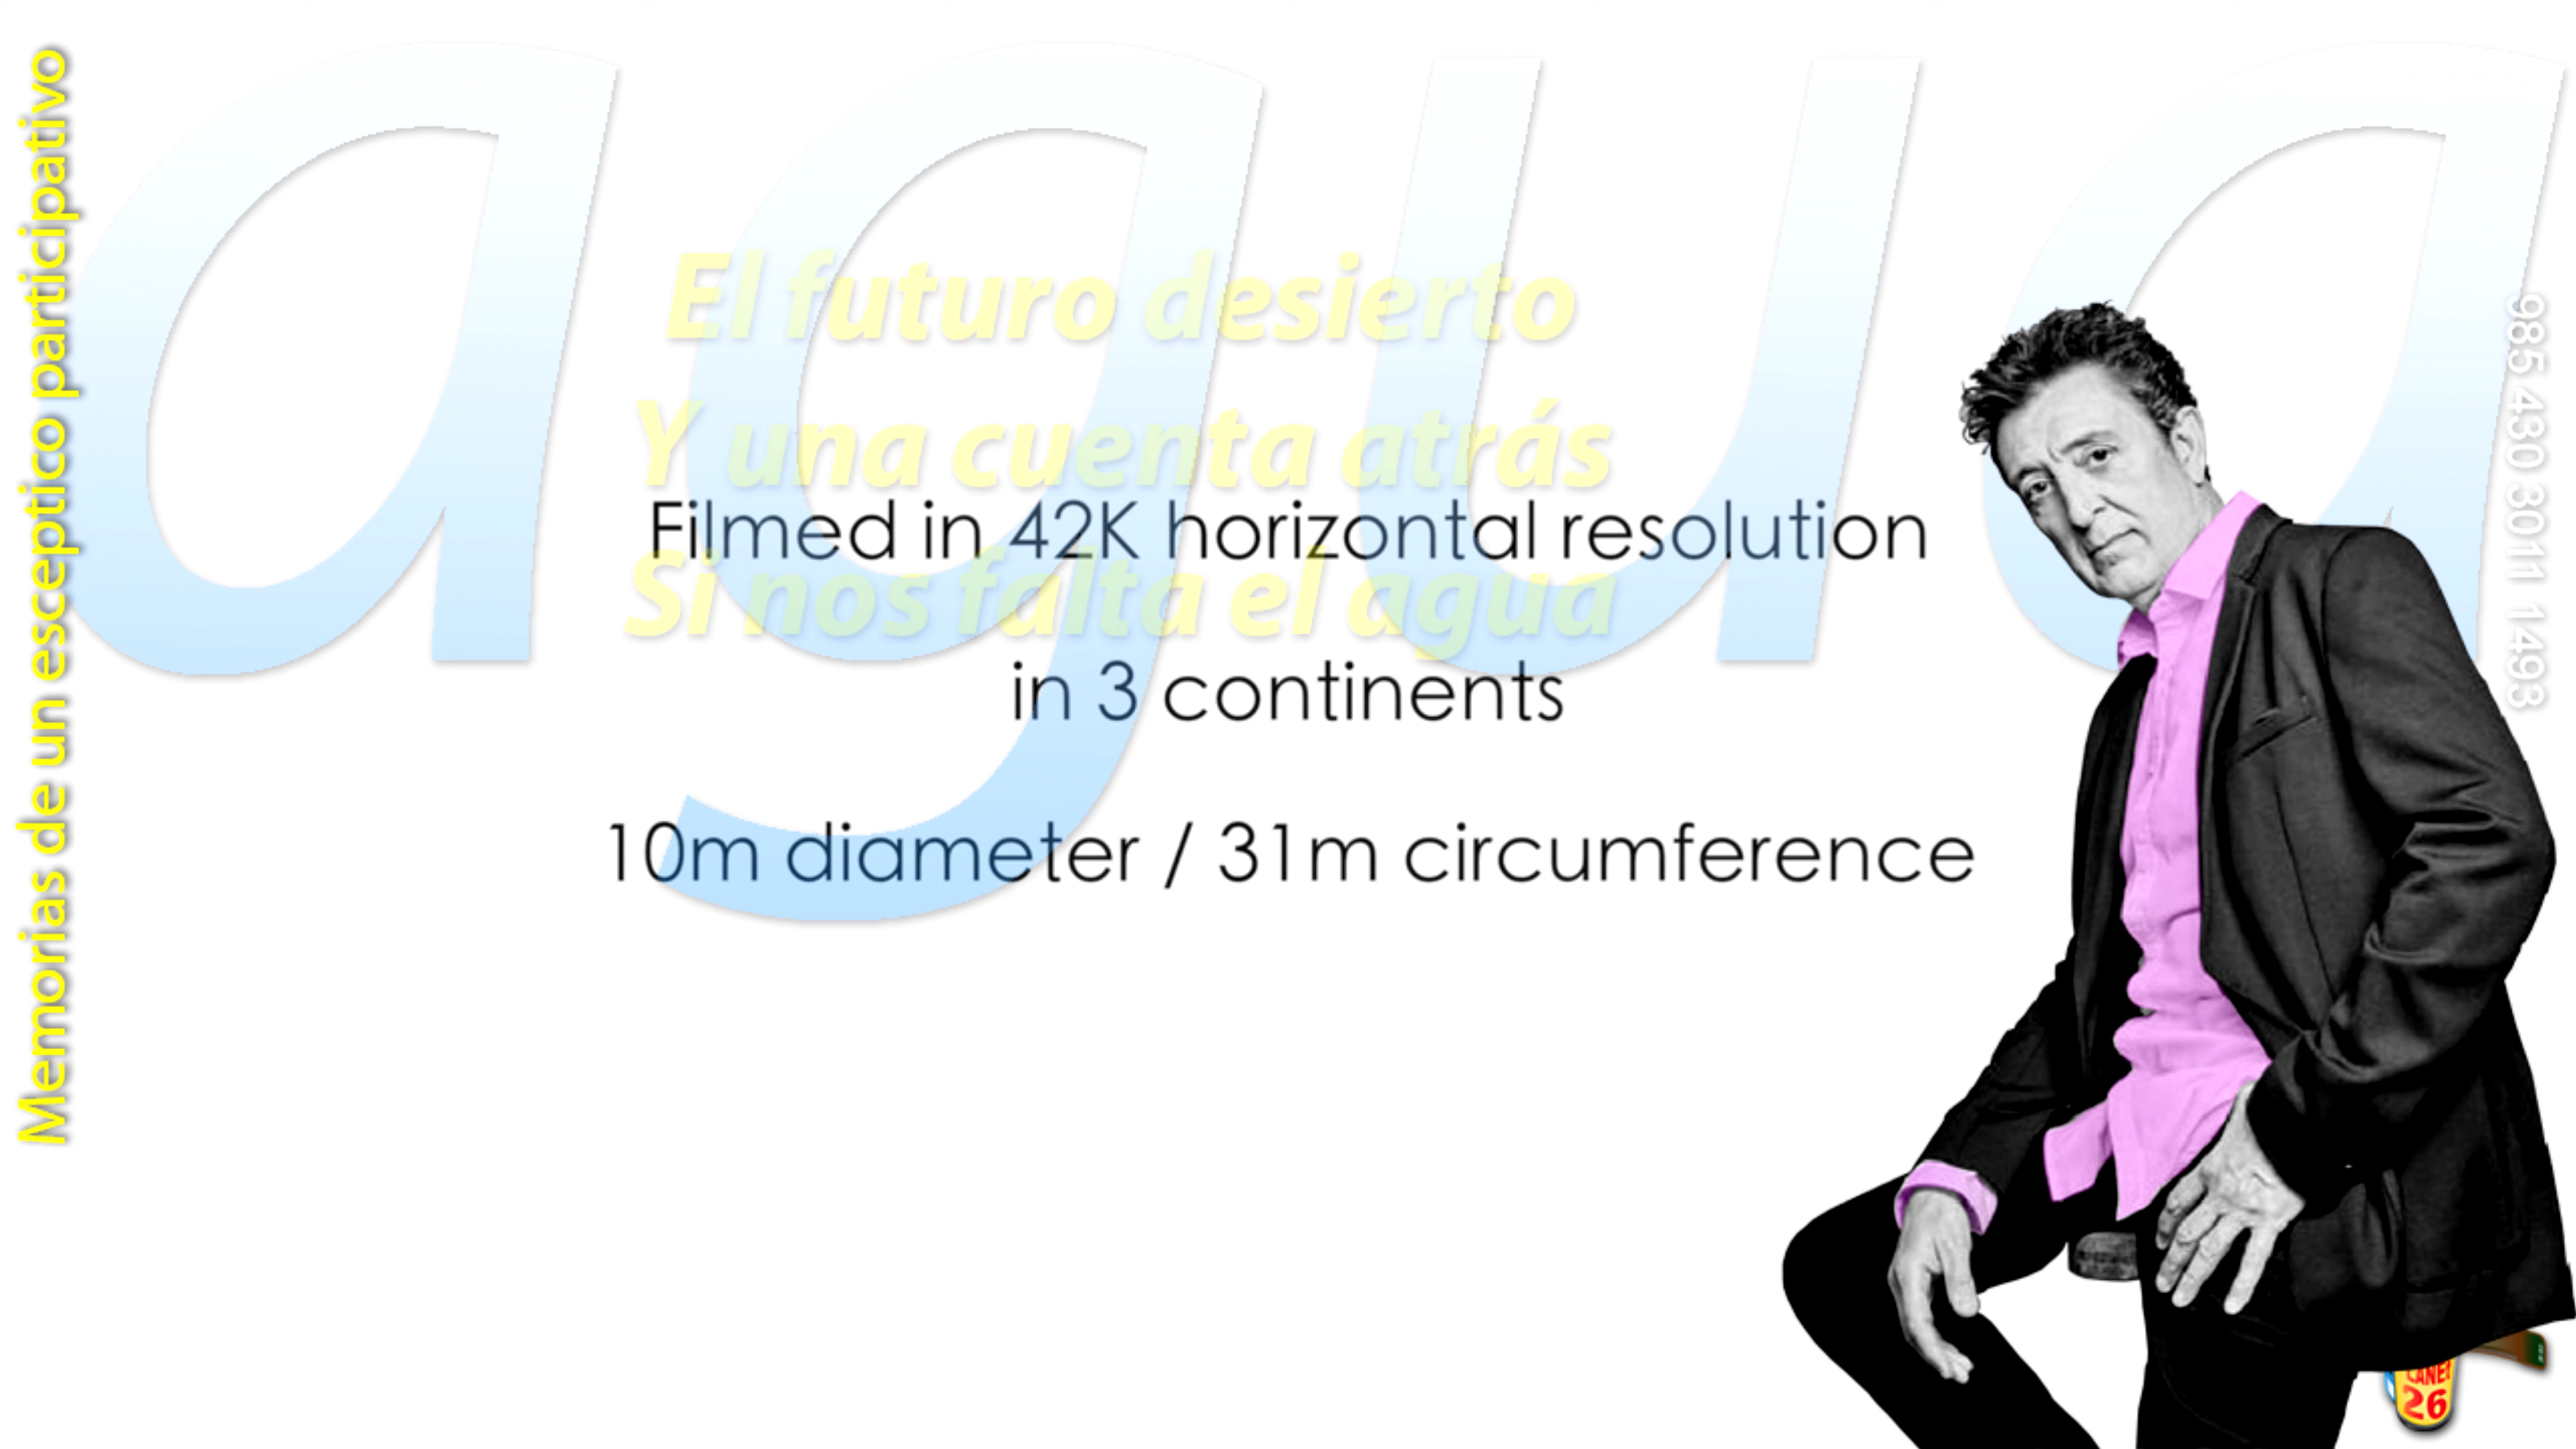 Memorias de un esceptico participativo
agua
El futuro desierto
Y una cuenta atrás
Filmed in 42K horizontal resolution
Si nos falta el agua
in 3 continents
10m diameter / 31m circumference
985 430 3011 1493
26